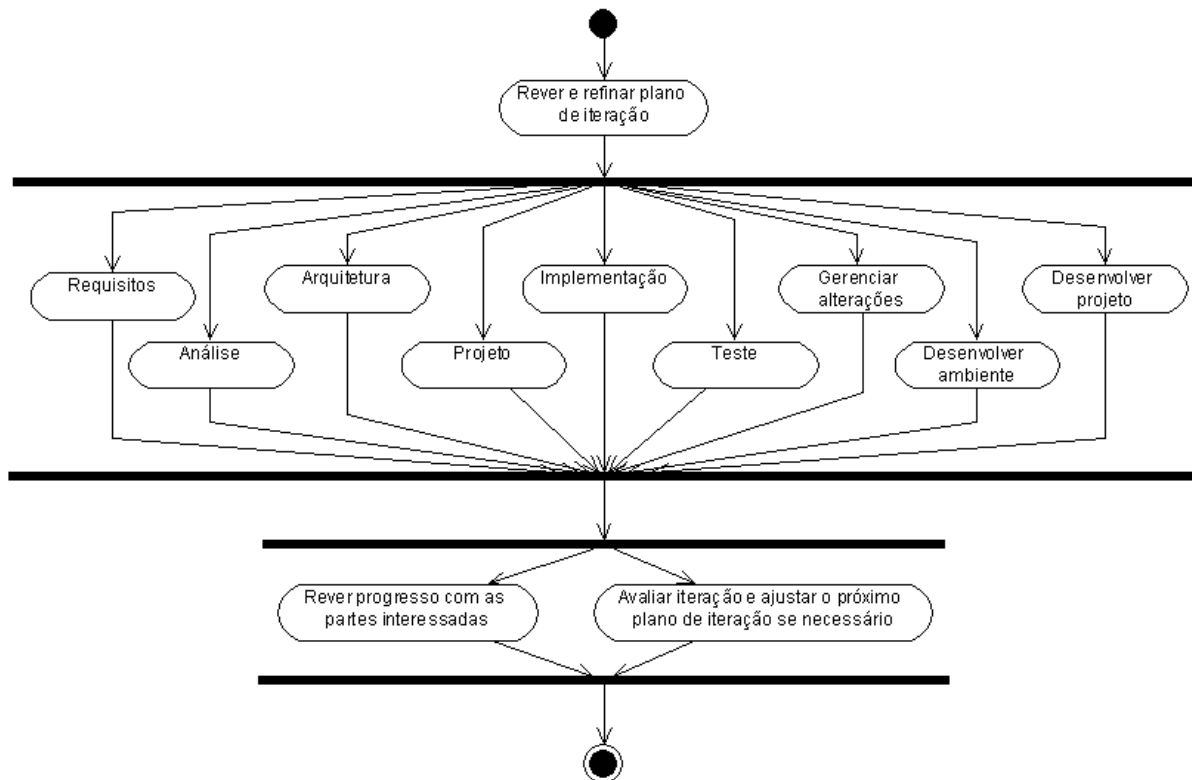 Rever e refinar plano
de iteração
Requisitos
Análise
Arquitetura
Projeto
Implementação
Teste
Gerenciar
alterações
Desenvolver
ambiente
Desenvolver
projeto
Rever progresso com as
partes interessadas
Avaliar iteração e ajustar o próximo
plano de iteração se necessário